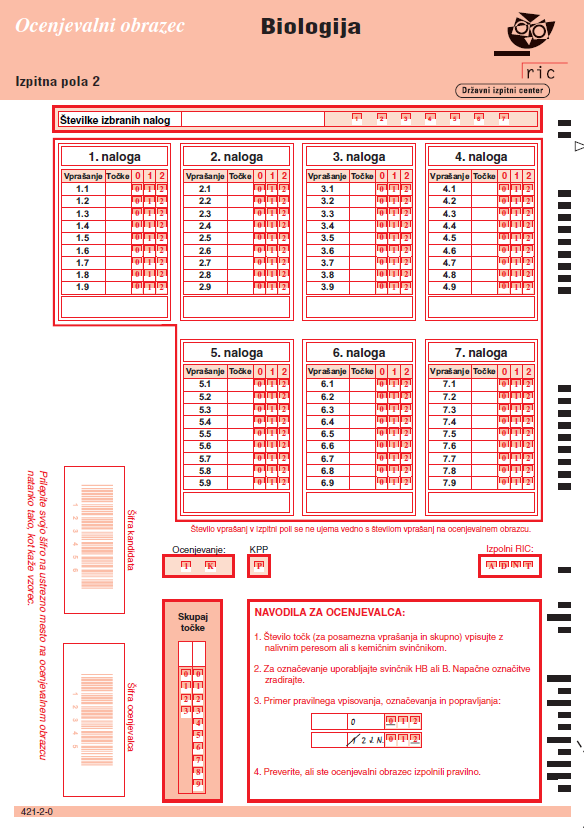 Ocenjevalni obrazec
Biologija
Izpitna pola 2
ric
Državni izpitni center
Številke izbranih nalog 1 2 3 4 5 6 7
1. naloga 2. naloga 3. naloga 4. naloga
Vprašanje Točke 0 1 2 Vprašanje Točke 0 1 2 Vprašanje Točke 0 1 2 Vprašanje Točke 0 1 2
1.1 0 1 2 2.1 0 1 2 3.1 0 1 2 4.1 0 1 2
1.2 0 1 2 2.2 0 1 2 3.2 0 1 2 4.2 0 1 2
1.3 0 1 2 2.3 0 1 2 3.3 0 1 2 4.3 0 1 2
1.4 0 1 2 2.4 0 1 2 3.4 0 1 2 4.4 0 1 2
1.5 0 1 2 2.5 0 1 2 3.5 0 1 2 4.5 0 1 2
1.6 0 1 2 2.6 0 1 2 3.6 0 1 2 4.6 0 1 2
1.7 0 1 2 2.7 0 1 2 3.7 0 1 2 4.7 0 1 2
1.8 0 1 2 2.8 0 1 2 3.8 0 1 2 4.8 0 1 2
1.9 0 1 2 2.9 0 1 2 3.9 0 1 2 4.9 0 1 2
5. naloga 6. naloga 7. naloga
Vprašanje Točke 0 1 2 Vprašanje Točke 0 1 2 Vprašanje Točke 0 1 2
5.1 0 1 2 6.1 0 1 2 7.1 0 1 2
5.2 0 1 2 6.2 0 1 2 7.2 0 1 2
5.3 0 1 2 6.3 0 1 2 7.3 0 1 2
5.4 0 1 2 6.4 0 1 2 7.4 0 1 2
5.5 0 1 2 6.5 0 1 2 7.5 0 1 2
5.6 0 1 2 6.6 0 1 2 7.6 0 1 2
5.7 0 1 2 6.7 0 1 2 7.7 0 1 2
5.8 0 1 2 6.8 0 1 2 7.8 0 1 2
5.9 0 1 2 6.9 0 1 2 7.9 0 1 2
Število vprašanj v izpitni poli se ne ujema vedno s številom vprašanj na ocenjevalnem obrazcu.
Prilepite svojo šifro na ustrezno mesto na ocenjevalnem obrazcu
natanko tako, kot kaže vzorec.
Šifra kandidata
1 2 3 4 5 6
Šifra ocenjevalca
1 2 3 4 5
Ocenjevanje: KPP Izpolni RIC:
1 K P A D N T
Skupaj
točke
0 0
1 1
2 2
3 3
4
5
6
7
8
9
NAVODILA ZA OCENJEVALCA:
1. Število točk (za posamezna vprašanja in skupno) vpisujte z
nalivnim peresom ali s kemičnim svinčnikom.
2. Za označevanje uporabljajte svinčnik HB ali B. Napačne označitve
zradirajte.
3. Primer pravilnega vpisovanja, označevanja in popravljanja:
0 0 1 2
1 2 Z.N. 0 1 2
4. Preverite, ali ste ocenjevalni obrazec izpolnili pravilno.
421-2-0